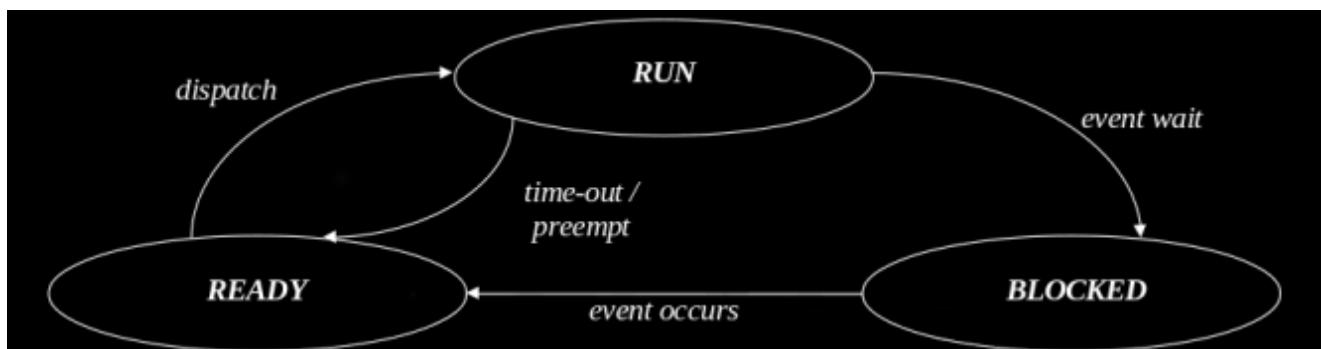 RUN
dispatch
event wait
time-out /
preempt
READY
BLOCKED
event occurs